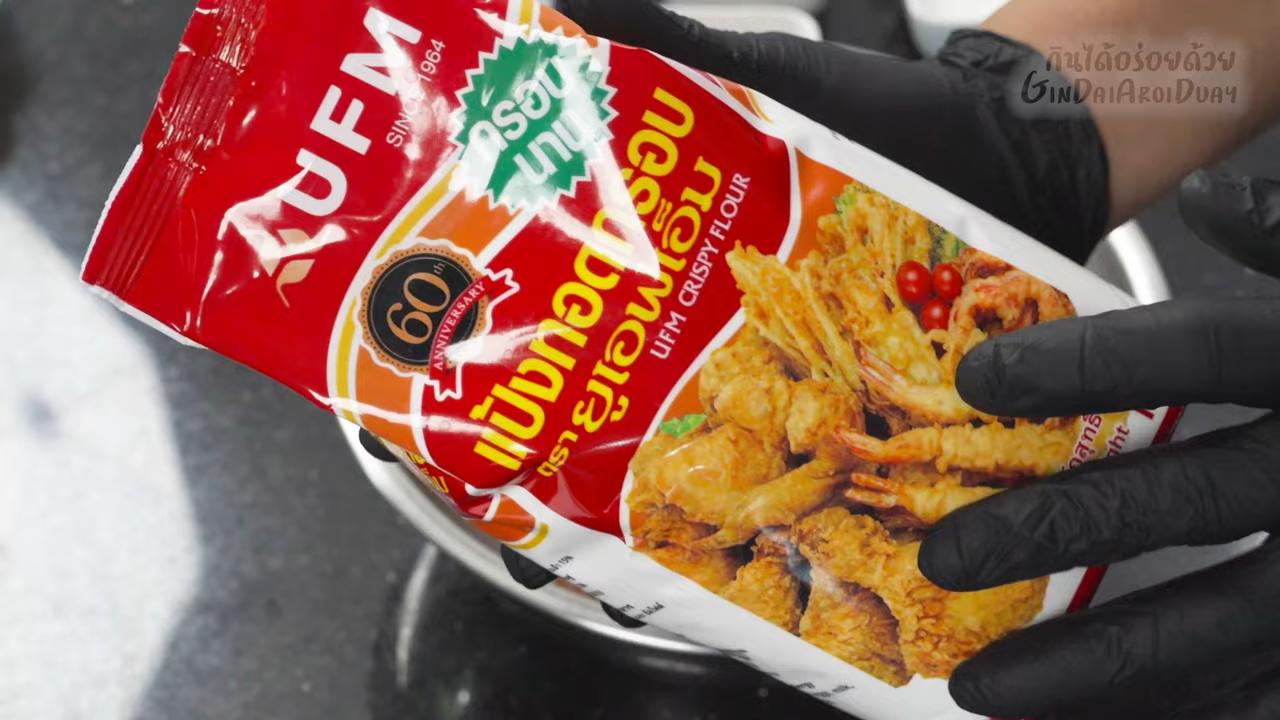 กินได้อร่อยด้วย
GINDAIAROIDUAY
UFM
SINCE 1964
กรอบ
นาน
60th
ANNIVERSARY
แป้งทอดกรอบ
ตรา ยูเอฟเอ็ม
UFM CRISPY FLOUR